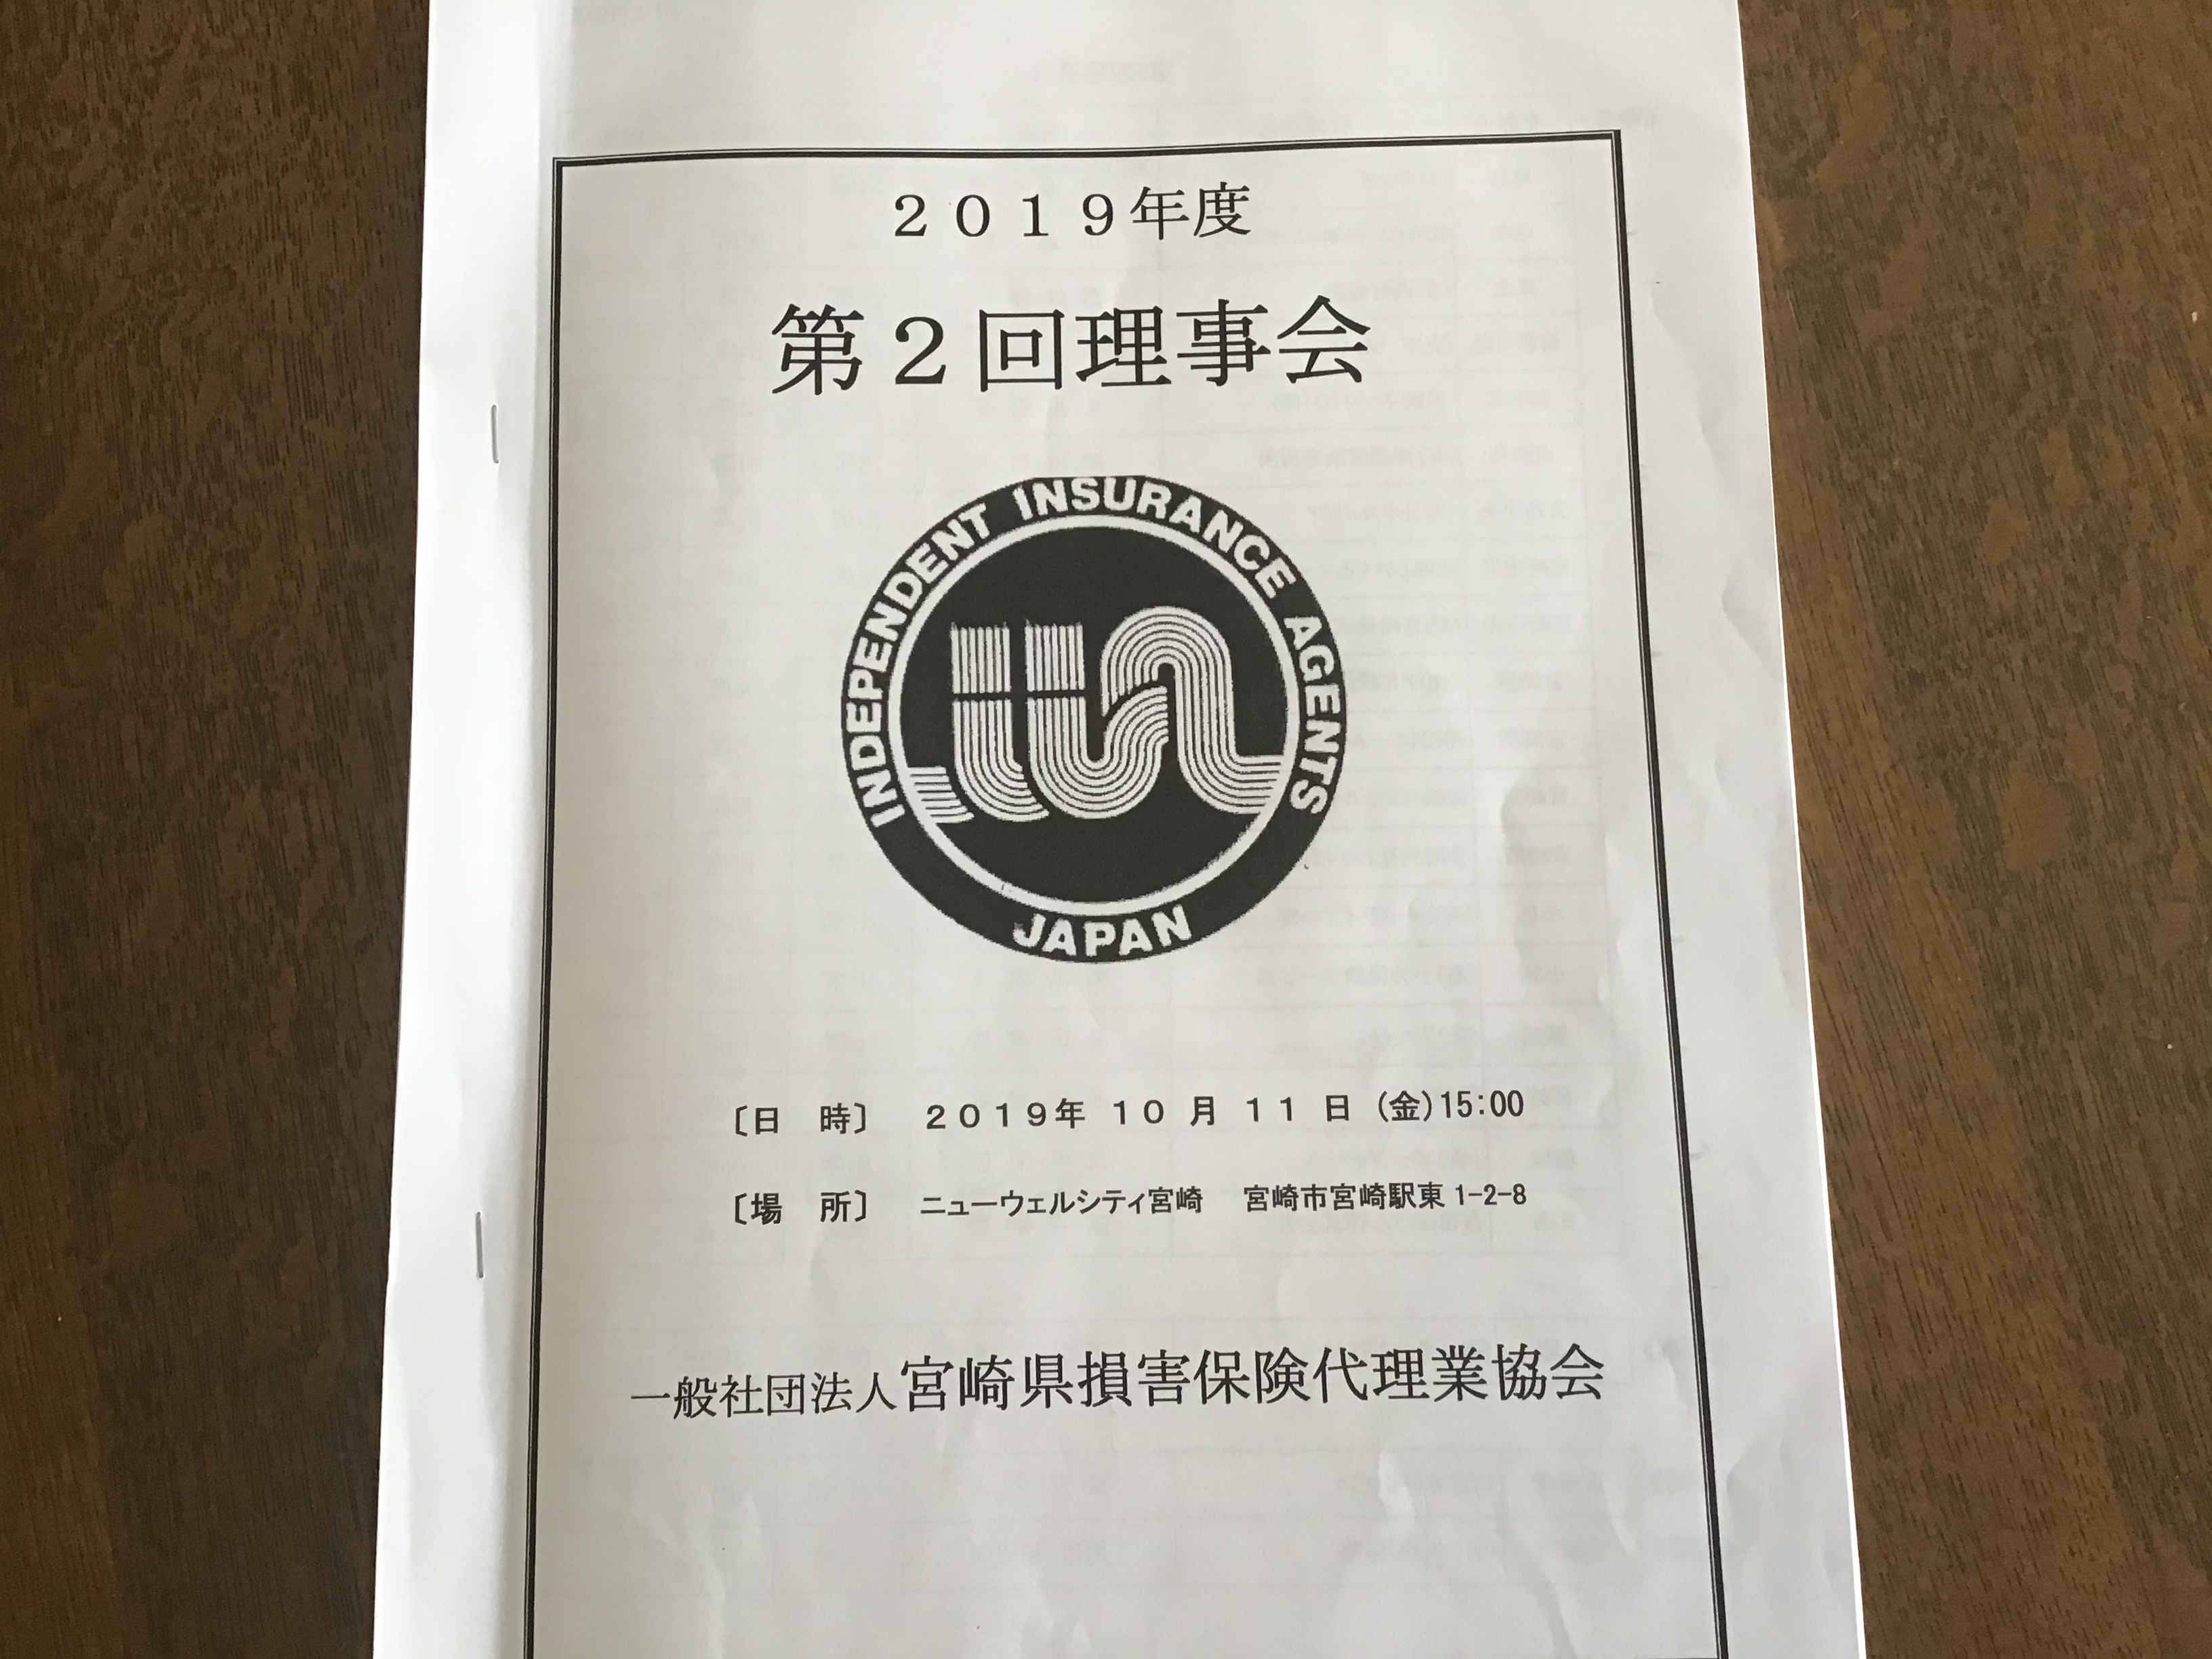 ２０１９年度
第２回理事会
INDEPENDENT INSURANCE AGENTS
JAPAN
〔日　時〕　２０１９年 １０ 月 １１ 日 (金)15:00
〔場　所〕　ニューウェルシティ宮崎　宮崎市宮崎駅東 1-2-8
一般社団法人宮崎県損害保険代理業協会